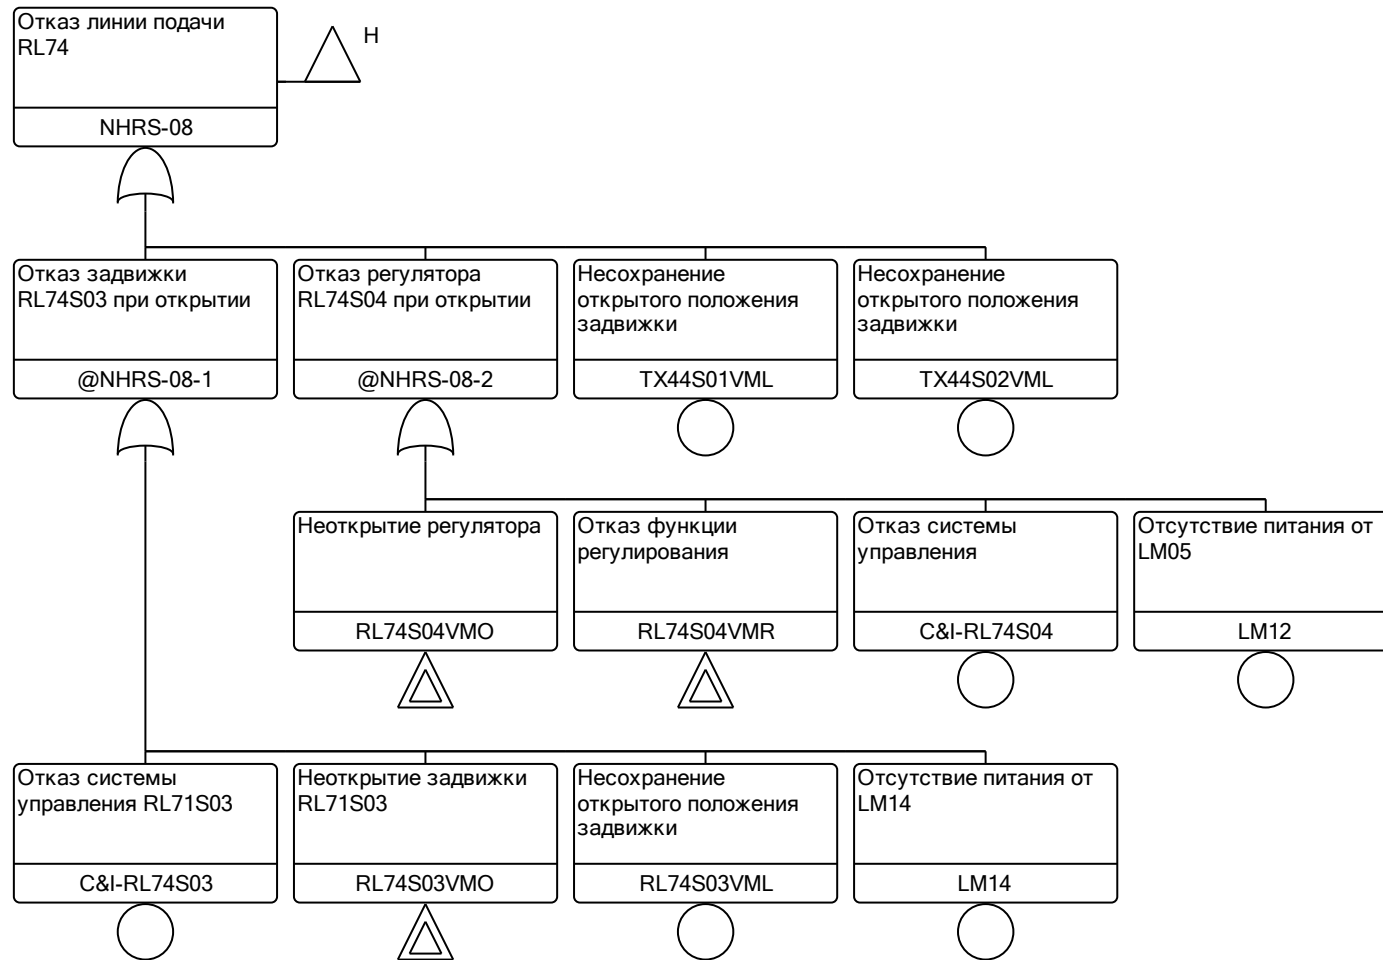 Отказ линии подачи
RL74
NHRS-08
H
Отказ задвижки
RL74S03 при открытии
@NHRS-08-1
Отказ регулятора
RL74S04 при открытии
@NHRS-08-2
Несохранение
открытого положения
задвижки
TX44S01VML
Несохранение
открытого положения
задвижки
TX44S02VML
Неоткрытие регулятора
RL74S04VMO
Отказ функции
регулирования
RL74S04VMR
Отказ системы
управления
C&I-RL74S04
Отсутствие питания от
LM05
LM12
Отказ системы
управления RL71S03
C&I-RL74S03
Неоткрытие задвижки
RL71S03
RL74S03VMO
Несохранение
открытого положения
задвижки
RL74S03VML
Отсутствие питания от
LM14
LM14